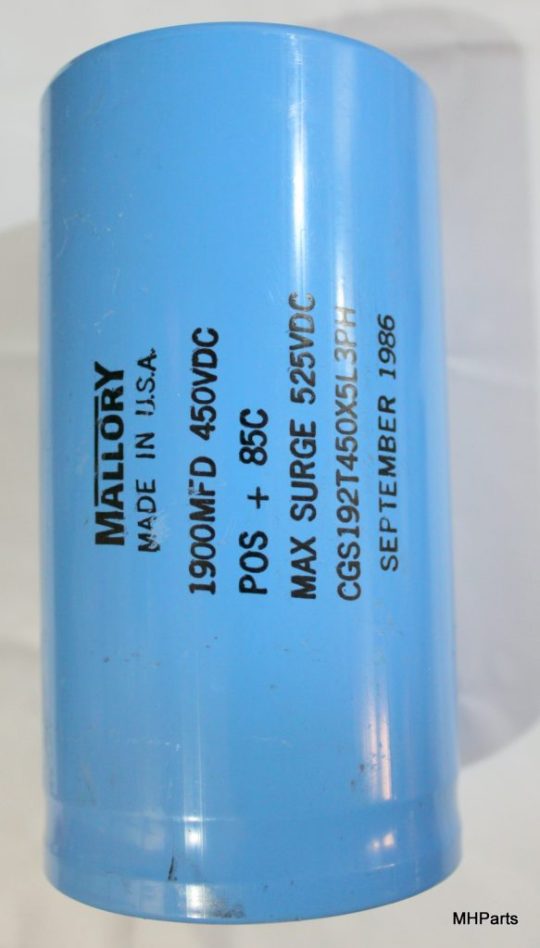 MALLORY
MADE IN U.S.A.
1900MFD 450VDC
POS + 85C
MAX SURGE 525VDC
CGS192T450X5L3PH
SEPTEMBER 1986
MHParts